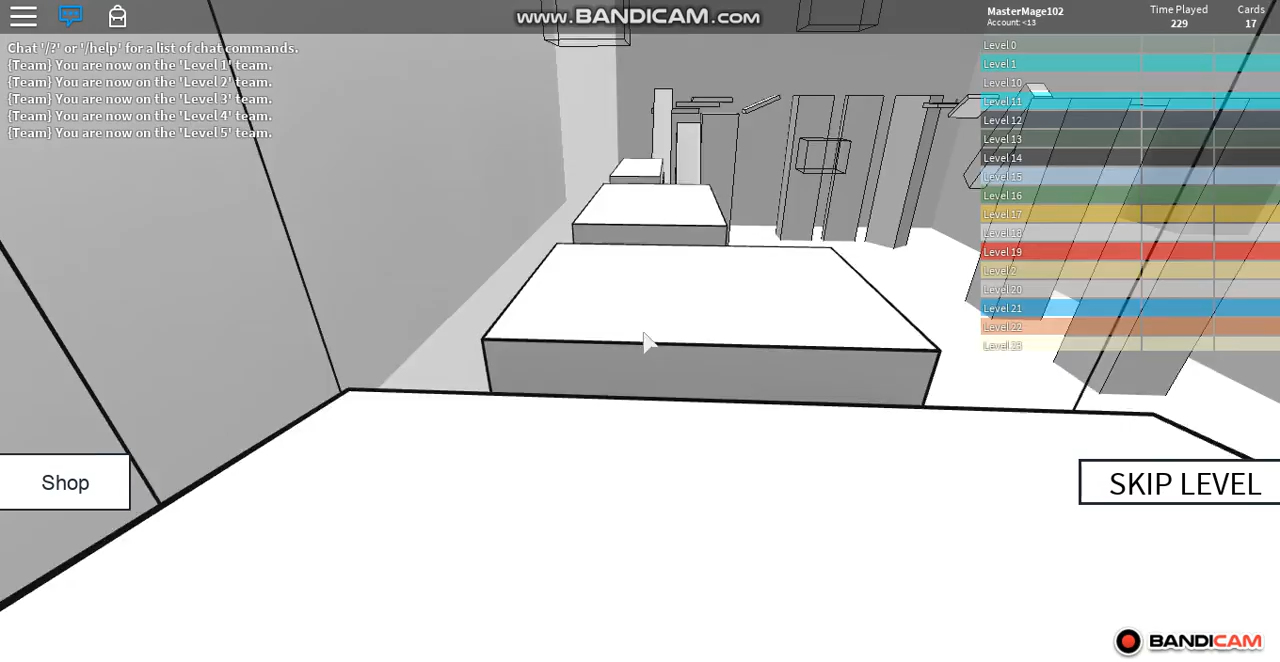 www.BANDICAM.com
MasterMage102
Account: <13
Time Played
229
Cards
17
Chat '/?' or '/help' for a list of chat commands.
{Team} You are now on the 'Level 1' team.
{Team} You are now on the 'Level 2' team.
{Team} You are now on the 'Level 3' team.
{Team} You are now on the 'Level 4' team.
{Team} You are now on the 'Level 5' team.
Level 0
Level 1
Level 10
Level 11
Level 12
Level 13
Level 14
Level 15
Level 16
Level 17
Level 18
Level 19
Level 2
Level 20
Level 21
Level 22
Level 23
Shop
SKIP LEVEL
BANDICAM